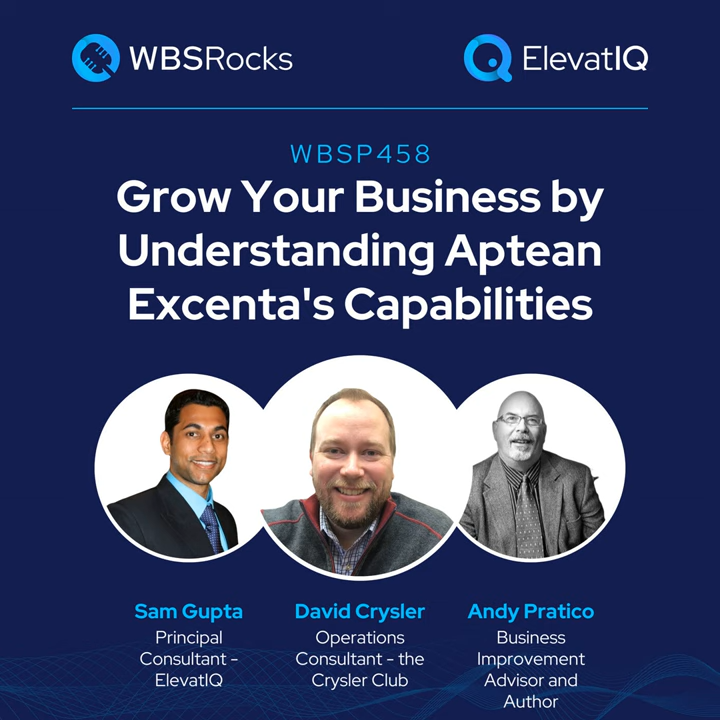 WBSRocks
ElevatIQ
WBSP458
Grow Your Business by
Understanding Aptean
Excenta's Capabilities
Sam Gupta
Principal
Consultant -
ElevatIQ
David Crysler
Operations
Consultant - the
Crysler Club
Andy Pratico
Business
Improvement
Advisor and
Author